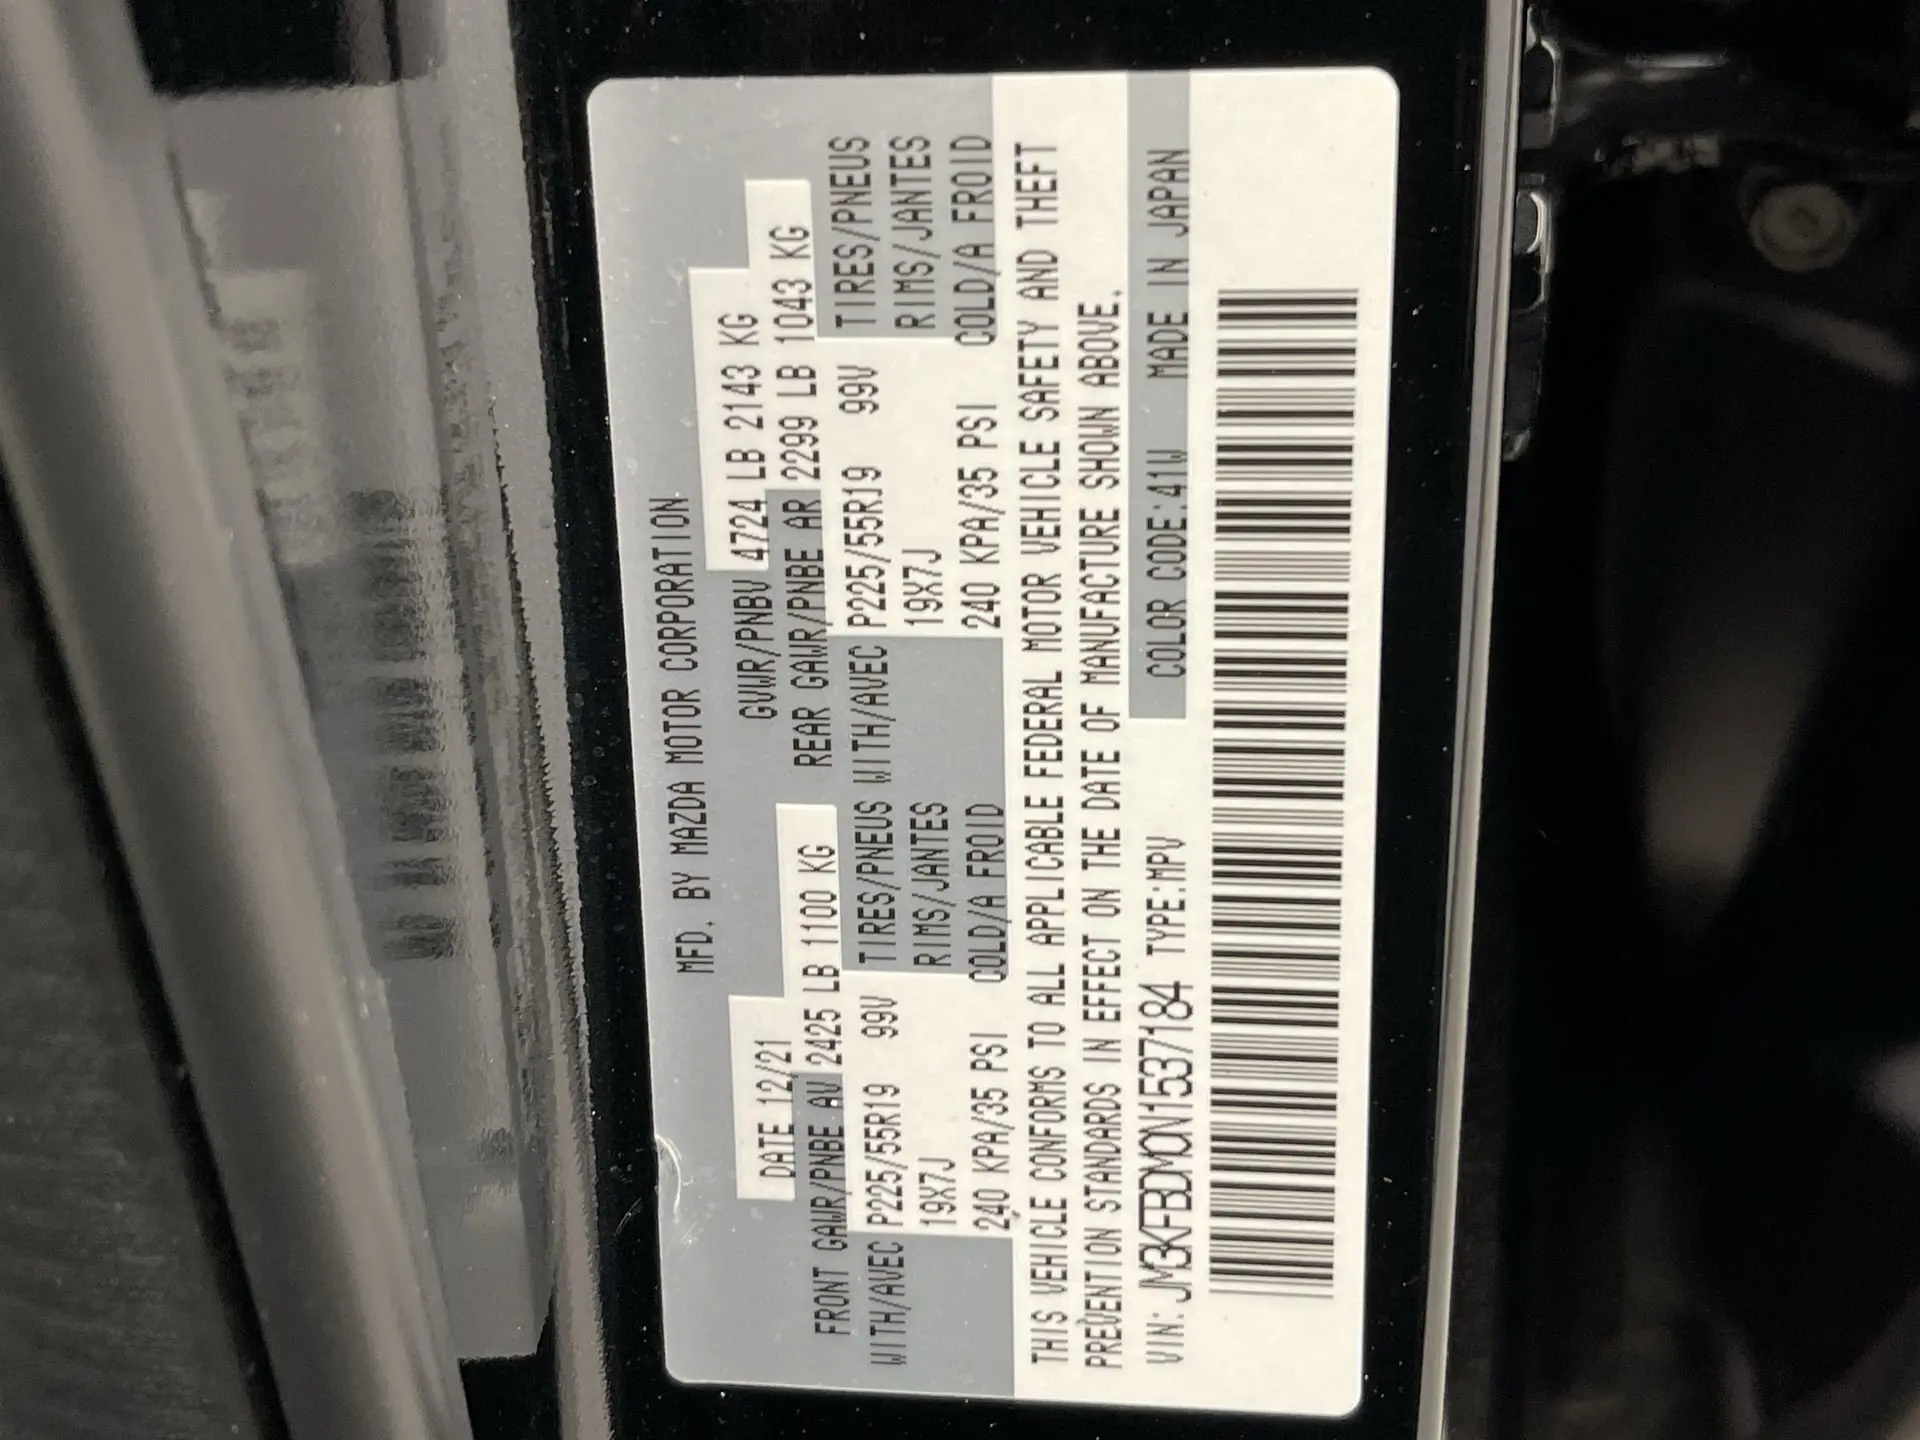 MFD. BY MAZDA MOTOR CORPORATION
DATE 12/21 GVWR/PNBV 4724 LB 2143 KG
FRONT GAWR/PNBE AV 2425 LB 1100 KG REAR GAWR/PNBE AR 2299 LB 1043 KG
WITH/AVEC P225/55R19 99V TIRES/PNEUS WITH/AVEC P225/55R19 99V TIRES/PNEUS
19X7J RIMS/JANTES 19X7J RIMS/JANTES
240 KPA/35 PSI COLD/A FROID 240 KPA/35 PSI COLD/A FROID
THIS VEHICLE CONFORMS TO ALL APPLICABLE FEDERAL MOTOR VEHICLE SAFETY AND THEFT
PREVENTION STANDARDS IN EFFECT ON THE DATE OF MANUFACTURE SHOWN ABOVE.
VIN: JM3KFBDM0N1537184 TYPE:MPV COLOR CODE:41W MADE IN JAPAN